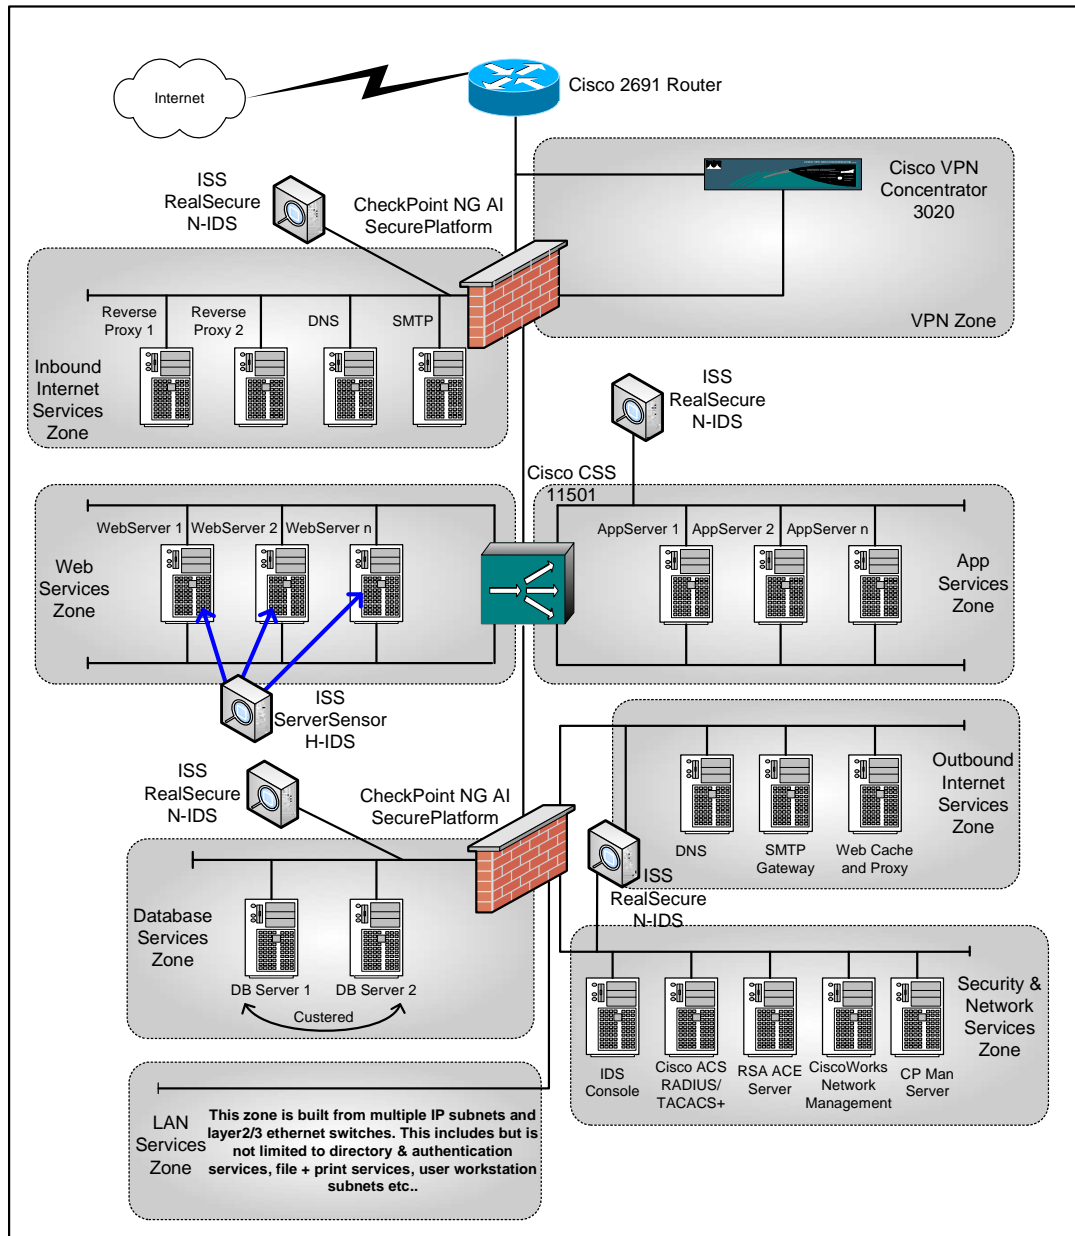 Internet
Cisco 2691 Router
ISS
RealSecure
N-IDS
CheckPoint NG AI
SecurePlatform
Cisco VPN
Concentrator
3020
VPN Zone
Reverse
Proxy 1
Reverse
Proxy 2
DNS
SMTP
Inbound
Internet
Services
Zone
ISS
RealSecure
N-IDS
Cisco CSS
11501
WebServer 1
WebServer 2
WebServer n
Web
Services
Zone
AppServer 1
AppServer 2
AppServer n
App
Services
Zone
ISS
ServerSensor
H-IDS
ISS
RealSecure
N-IDS
CheckPoint NG AI
SecurePlatform
Outbound
Internet
Services
Zone
DNS
SMTP
Gateway
Web Cache
and Proxy
ISS
RealSecure
N-IDS
Database
Services
Zone
DB Server 1
DB Server 2
Custered
Security &
Network
Services
Zone
IDS
Console
Cisco ACS
RADIUS/
TACACS+
RSA ACE
Server
CiscoWorks
Network
Management
CP Man
Server
LAN
Services
Zone
This zone is built from multiple IP subnets and
layer2/3 ethernet switches. This includes but is
not limited to directory & authentication
services, file + print services, user workstation
subnets etc..